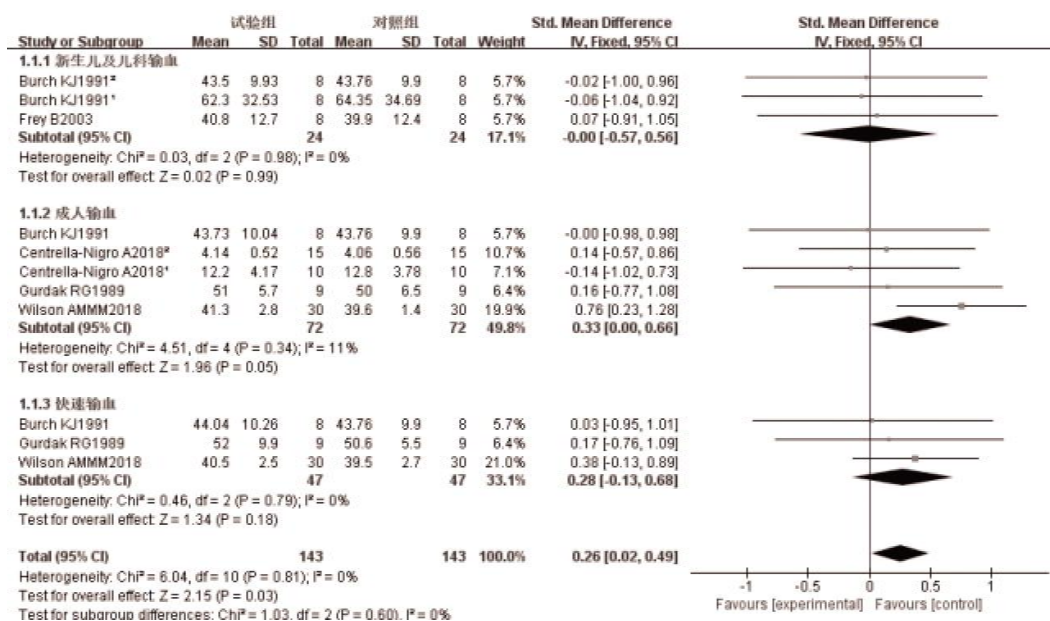 试验组 对照组 Std. Mean Difference Std. Mean Difference
Study or Subgroup Mean SD Total Mean SD Total Weight IV, Fixed, 95% CI IV, Fixed, 95% CI
1.1.1 新生儿及儿科输血
Burch KJ1991² 43.5 9.93 8 43.76 9.9 8 5.7% -0.02 [-1.00, 0.96]
Burch KJ1991¹ 62.3 32.53 8 64.35 34.69 8 5.7% -0.06 [-1.04, 0.92]
Frey B2003 40.8 12.7 8 39.9 12.4 8 5.7% 0.07 [-0.91, 1.05]
Subtotal (95% CI) 24 24 17.1% -0.00 [-0.57, 0.56]
Heterogeneity: Chi² = 0.03, df = 2 (P = 0.98); I² = 0%
Test for overall effect: Z = 0.02 (P = 0.99)
1.1.2 成人输血
Burch KJ1991 43.73 10.04 8 43.76 9.9 8 5.7% -0.00 [-0.98, 0.98]
Centrella-Nigro A2018² 4.14 0.52 15 4.06 0.56 15 10.7% 0.14 [-0.57, 0.86]
Centrella-Nigro A2018¹ 12.2 4.17 10 12.8 3.78 10 7.1% -0.14 [-1.02, 0.73]
Gurdak RG1989 51 5.7 9 50 6.5 9 6.4% 0.16 [-0.77, 1.08]
Wilson AMMM2018 41.3 2.8 30 39.6 1.4 30 19.9% 0.76 [0.23, 1.28]
Subtotal (95% CI) 72 72 49.8% 0.33 [0.00, 0.66]
Heterogeneity: Chi² = 4.51, df = 4 (P = 0.34); I² = 11%
Test for overall effect: Z = 1.96 (P = 0.05)
1.1.3 快速输血
Burch KJ1991 44.04 10.26 8 43.76 9.9 8 5.7% 0.03 [-0.95, 1.01]
Gurdak RG1989 52 9.9 9 50.6 5.5 9 6.4% 0.17 [-0.76, 1.09]
Wilson AMMM2018 40.5 2.5 30 39.5 2.7 30 21.0% 0.38 [-0.13, 0.89]
Subtotal (95% CI) 47 47 33.1% 0.28 [-0.13, 0.68]
Heterogeneity: Chi² = 0.46, df = 2 (P = 0.79); I² = 0%
Test for overall effect: Z = 1.34 (P = 0.18)
Total (95% CI) 143 143 100.0% 0.26 [0.02, 0.49]
Heterogeneity: Chi² = 6.04, df = 10 (P = 0.81); I² = 0%
Test for overall effect: Z = 2.15 (P = 0.03)
Test for subgroup differences: Chi² = 1.03, df = 2 (P = 0.60), I² = 0%
-1 0 0.5 1
Favours [experimental] Favours [control]